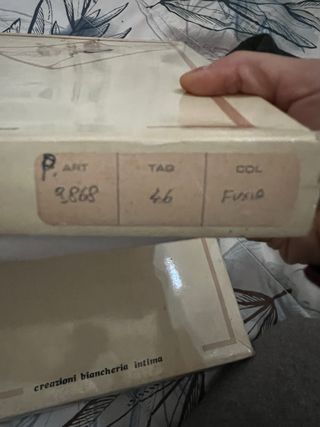 P. ART TAG COL
9868 46 FUXIA
creazioni biancheria intima